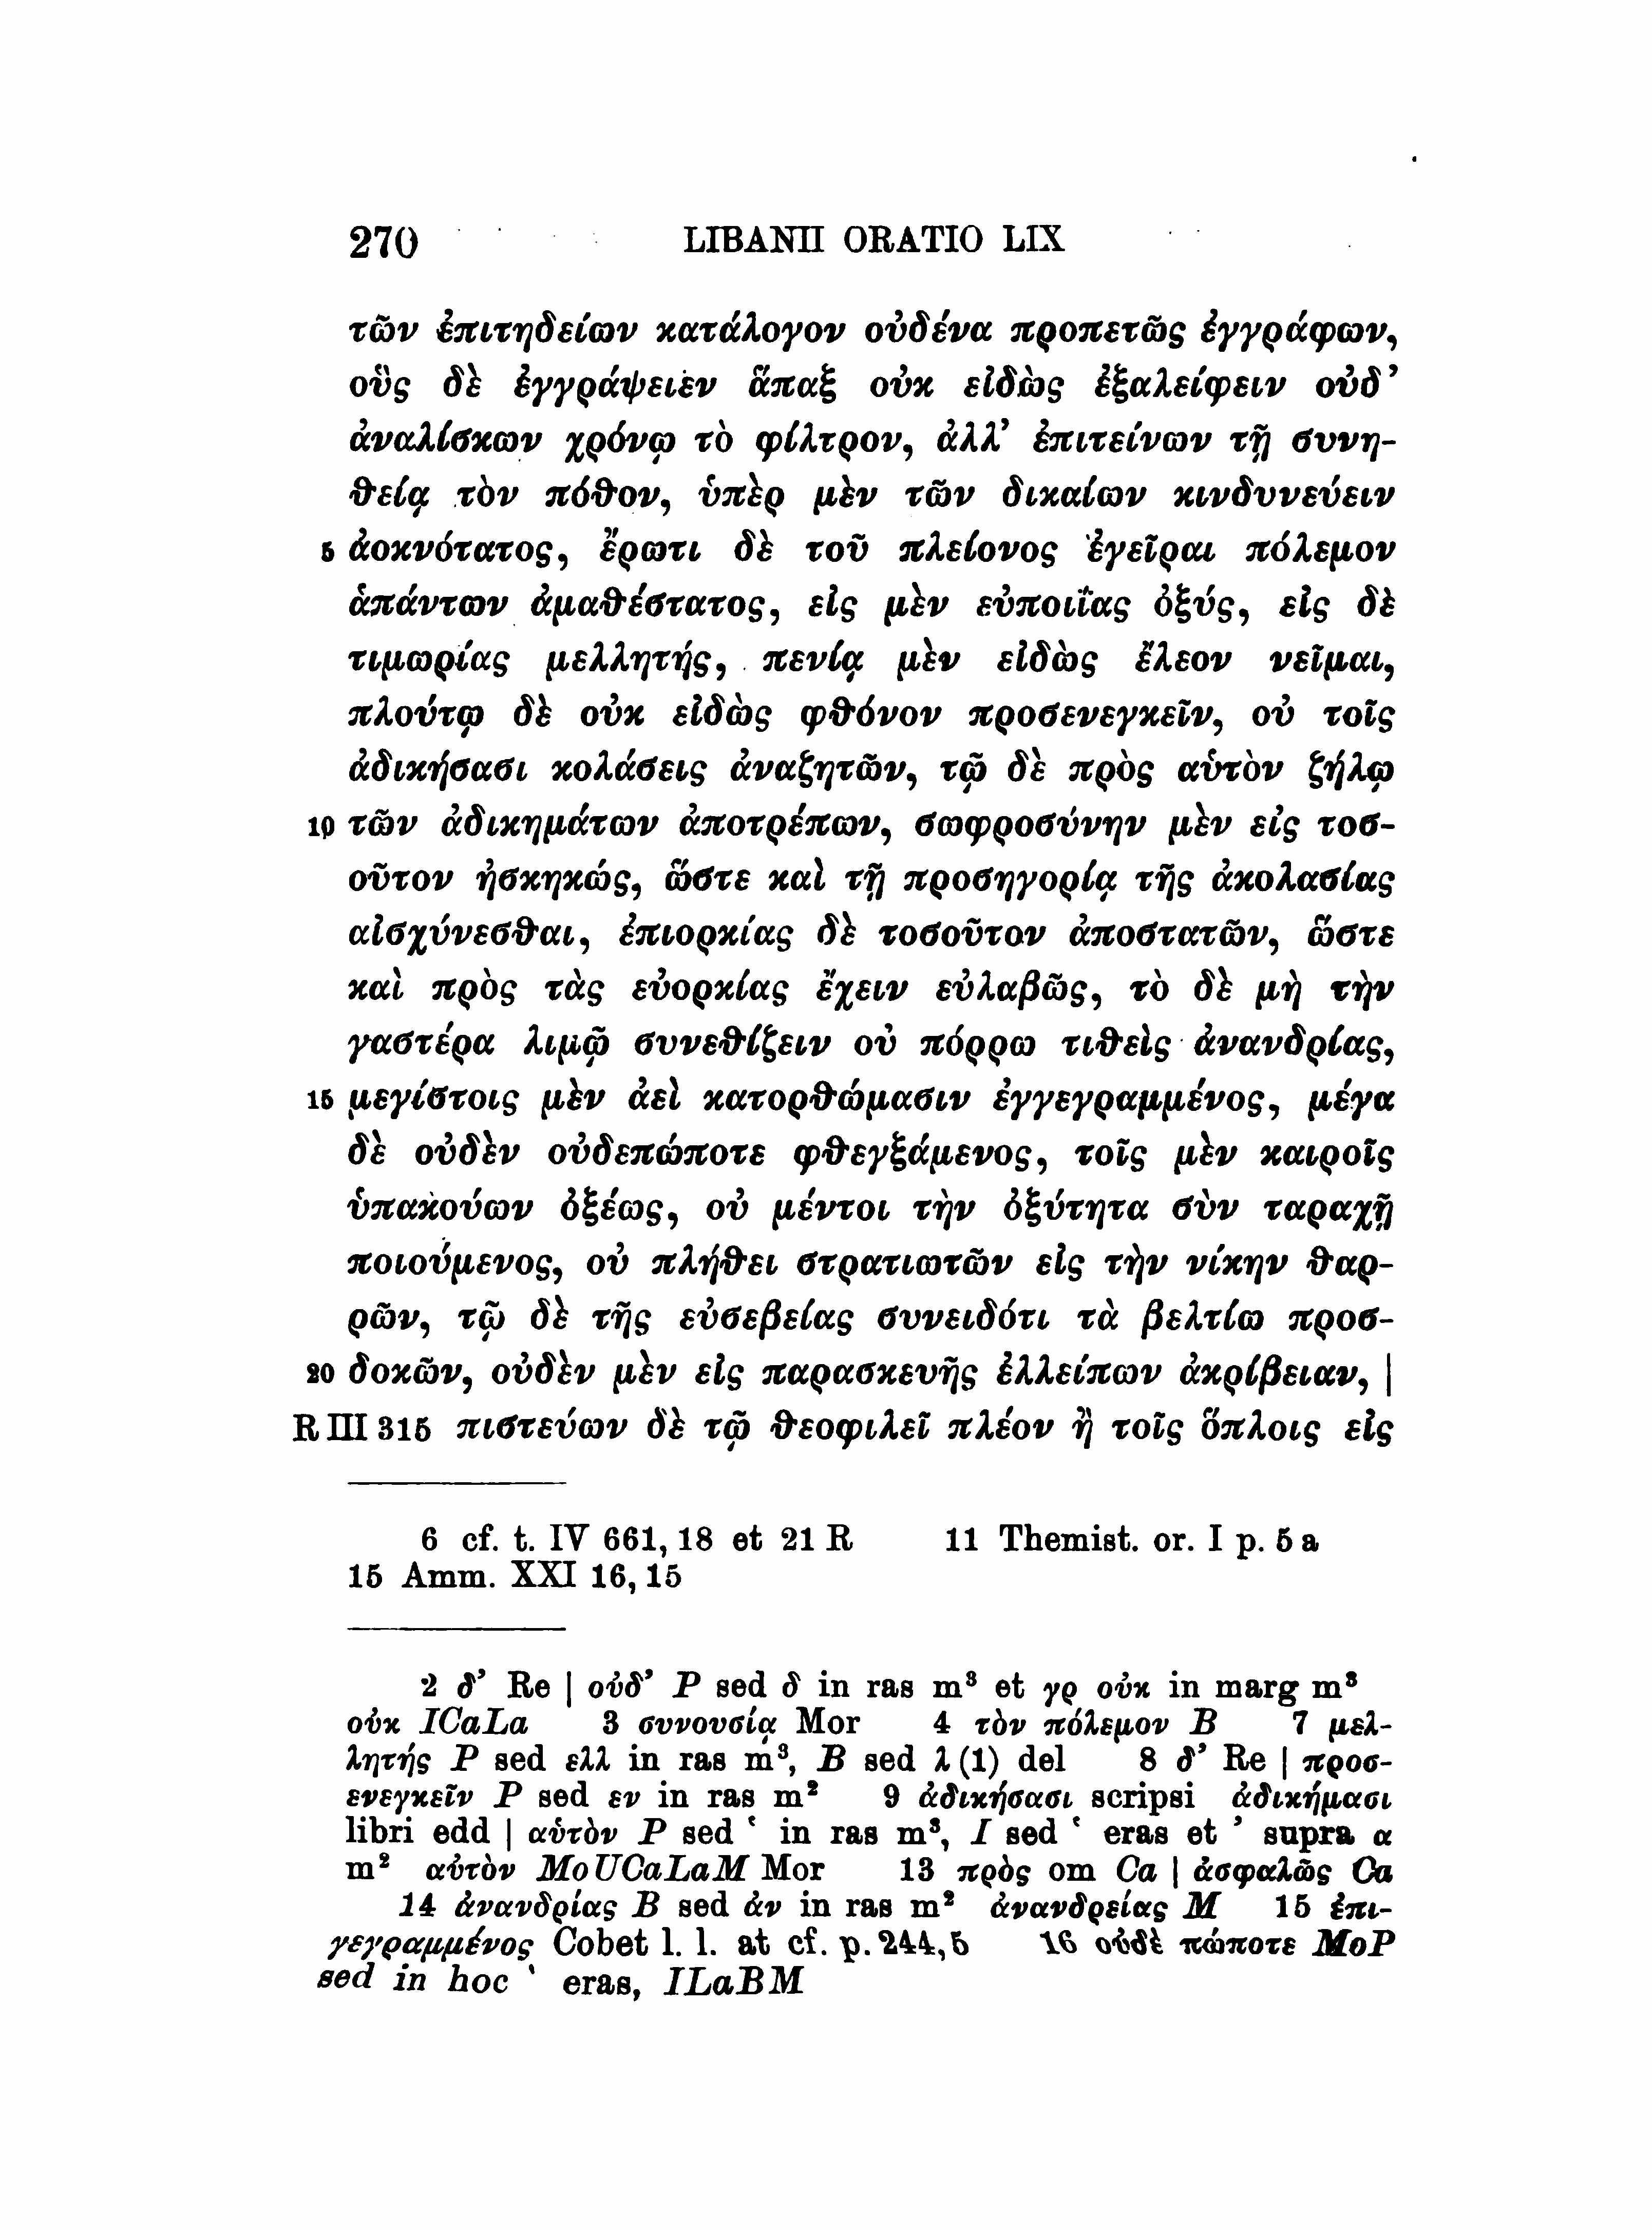 270 LIBANII ORATIO LIX
τῶν ἐπιτηδείων κατάλογον οὐδένα προπετῶς ἐγγράφων,
οὓς δὲ ἐγγράψειεν ἅπαξ οὐκ εἰδὼς ἐξαλείφειν οὐδ’
ἀναλίσκων χρόνῳ τὸ φίλτρον, ἀλλ’ ἐπιτείνων τῇ συνη-
θείᾳ τὸν πόθον, ὑπὲρ μὲν τῶν δικαίων κινδυνεύειν
5 ἀοκνότατος, ἔρωτι δὲ τοῦ πλείονος ἐγεῖραι πόλεμον
ἁπάντων ἀμαθέστατος, εἰς μὲν εὐποιΐας ὀξύς, εἰς δὲ
τιμωρίας μελλητής, πενίᾳ μὲν εἰδὼς ἔλεον νεῖμαι,
πλούτῳ δὲ οὐκ εἰδὼς φθόνον προσενεγκεῖν, οὐ τοῖς
ἀδικήσασι κολάσεις ἀναζητῶν, τῷ δὲ πρὸς αὑτὸν ζήλῳ
10 τῶν ἀδικημάτων ἀποτρέπων, σωφροσύνην μὲν εἰς τοσ-
οῦτον ἠσκηκώς, ὥστε καὶ τῇ προσηγορίᾳ τῆς ἀκολασίας
αἰσχύνεσθαι, ἐπιορκίας δὲ τοσοῦτον ἀποστατῶν, ὥστε
καὶ πρὸς τὰς εὐορκίας ἔχειν εὐλαβῶς, τὸ δὲ μὴ τὴν
γαστέρα λιμῷ συνεθίζειν οὐ πόρρω τιθεὶς ἀνανδρίας,
15 μεγίστοις μὲν ἀεὶ κατορθώμασιν ἐγγεγραμμένος, μέγα
δὲ οὐδὲν οὐδεπώποτε φθεγξάμενος, τοῖς μὲν καιροῖς
ὑπακούων ὀξέως, οὐ μέντοι τὴν ὀξύτητα σὺν ταραχῇ
ποιούμενος, οὐ πλήθει στρατιωτῶν εἰς τὴν νίκην θαρ-
ρῶν, τῷ δὲ τῆς εὐσεβείας συνειδότι τὰ βελτίω προσ-
20 δοκῶν, οὐδὲν μὲν εἰς παρασκευῆς ἐλλείπων ἀκρίβειαν, |
R III 315 πιστεύων δὲ τῷ θεοφιλεῖ πλέον ἢ τοῖς ὅπλοις εἰς
6 cf. t. IV 661, 18 et 21 R 11 Themist. or. I p. 5 a
15 Amm. XXI 16, 15
2 δ’ Re | οὐδ’ P sed δ in ras m³ et γρ οὐκ in marg m³
οὐκ ICaLa 3 συνουσίᾳ Mor 4 τὸν πόλεμον B 7 μελ-
λητής P sed ελλ in ras m³, B sed λ (1) del 8 δ’ Re | προσ-
ενεγκεῖν P sed εν in ras m² 9 ἀδικήσασι scripsi ἀδικήμασι
libri edd | αὑτὸν P sed ‛ in ras m³, I sed ‛ eras et ’ supra α
m² αὐτὸν MoUCaLaM Mor 13 πρὸς om Ca | ἀσφαλῶς Ca
14 ἀνανδρίας B sed ἀν in ras m² ἀνανδρείας M 15 ἐπι-
γεγραμμένος Cobet l. l. at cf. p. 244, 5 16 οὐδὲ πώποτε MoP
sed in hoc ‵ eras, ILaBM